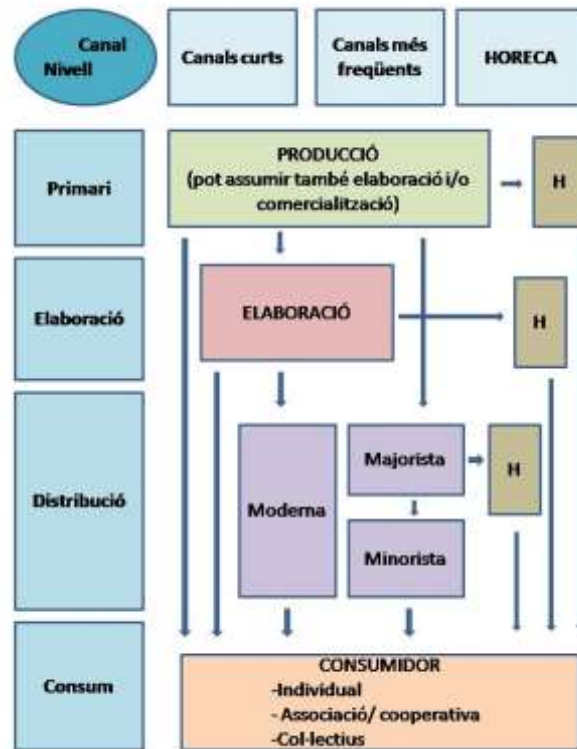 Canal
Nivell
Canals curts
Canals més
freqüents
HORECA
Primari
PRODUCCIÓ
(pot assumir també elaboració i/o
comercialització)
H
Elaboració
ELABORACIÓ
H
Distribució
Moderna
Majorista
H
Minorista
Consum
CONSUMIDOR
-Individual
- Associació/ cooperativa
-Col·lectius